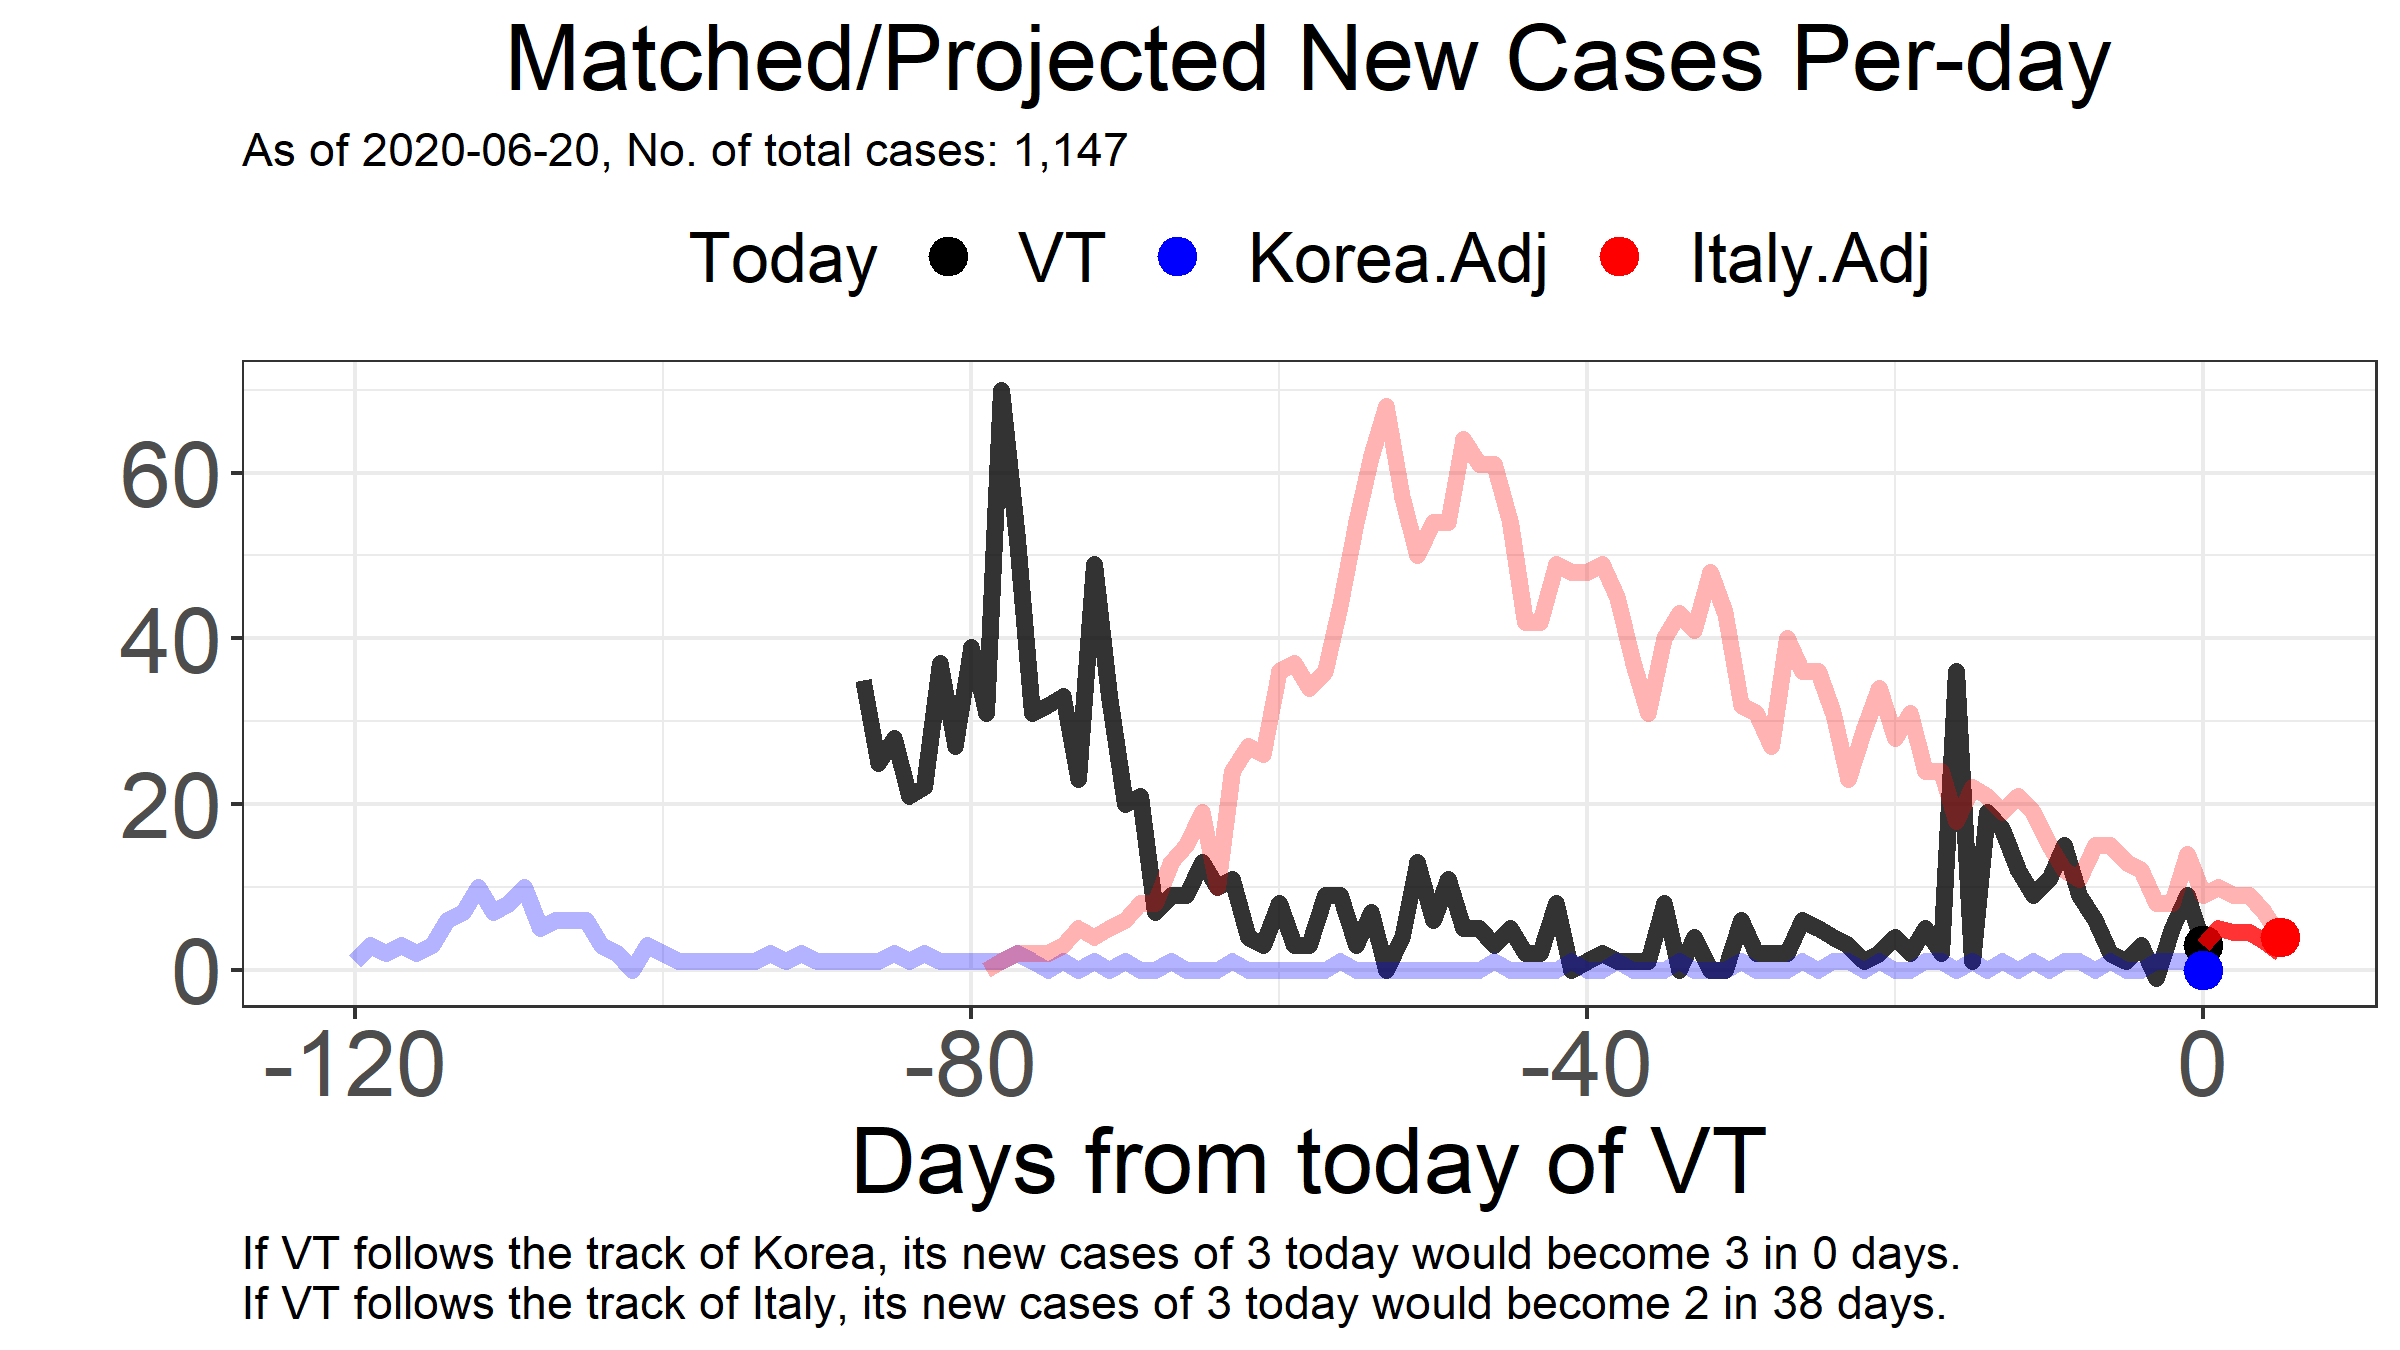 Matched/Projected New Cases Per-day
As of 2020-06-20, No. of total cases: 1,147
Today VT Korea.Adj Italy.Adj
60
40
20
0
-120 -80 -40 0
Days from today of VT
If VT follows the track of Korea, its new cases of 3 today would become 3 in 0 days.
If VT follows the track of Italy, its new cases of 3 today would become 2 in 38 days.